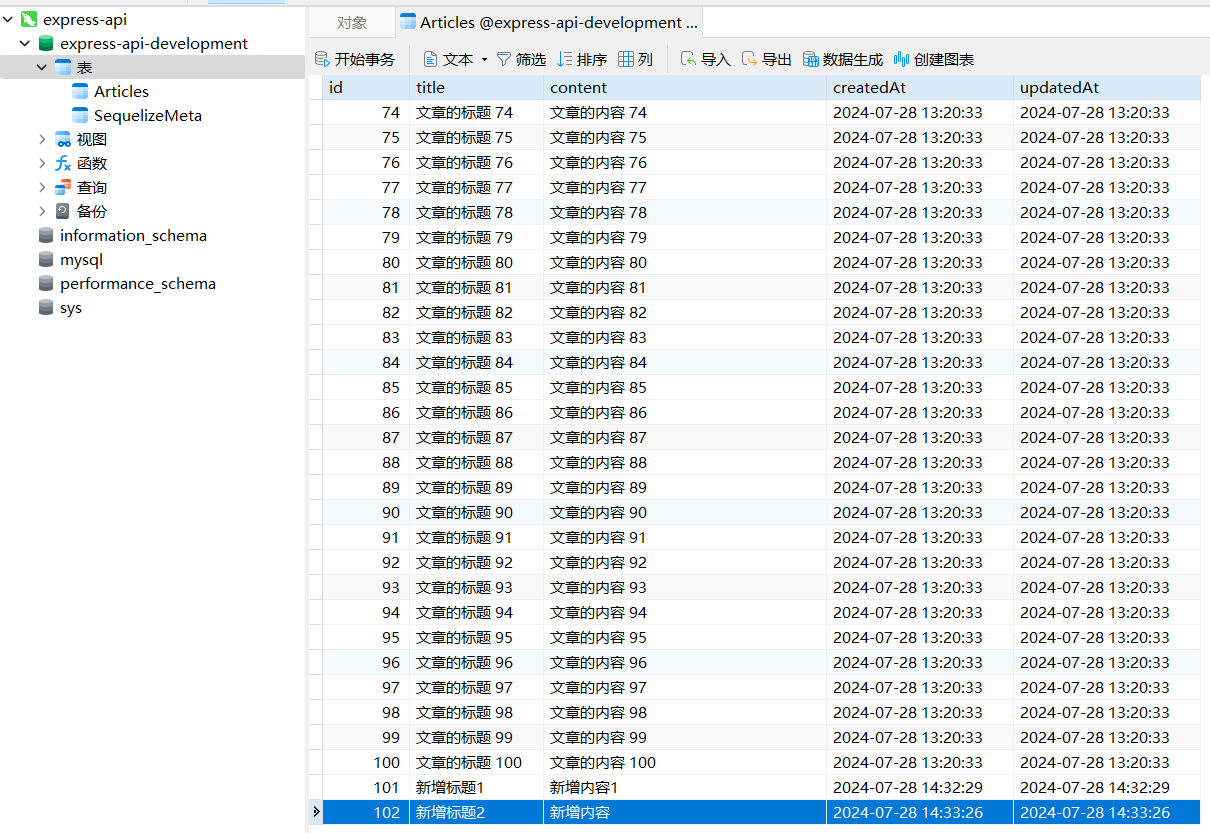 express-api
express-api-development
表
Articles
SequelizeMeta
视图
函数
查询
备份
information_schema
mysql
performance_schema
sys
对象 Articles @express-api-development ...
开始事务 文本 筛选 排序 列 导入 导出 数据生成 创建图表
id title content createdAt updatedAt
74 文章的标题 74 文章的内容 74 2024-07-28 13:20:33 2024-07-28 13:20:33
75 文章的标题 75 文章的内容 75 2024-07-28 13:20:33 2024-07-28 13:20:33
76 文章的标题 76 文章的内容 76 2024-07-28 13:20:33 2024-07-28 13:20:33
77 文章的标题 77 文章的内容 77 2024-07-28 13:20:33 2024-07-28 13:20:33
78 文章的标题 78 文章的内容 78 2024-07-28 13:20:33 2024-07-28 13:20:33
79 文章的标题 79 文章的内容 79 2024-07-28 13:20:33 2024-07-28 13:20:33
80 文章的标题 80 文章的内容 80 2024-07-28 13:20:33 2024-07-28 13:20:33
81 文章的标题 81 文章的内容 81 2024-07-28 13:20:33 2024-07-28 13:20:33
82 文章的标题 82 文章的内容 82 2024-07-28 13:20:33 2024-07-28 13:20:33
83 文章的标题 83 文章的内容 83 2024-07-28 13:20:33 2024-07-28 13:20:33
84 文章的标题 84 文章的内容 84 2024-07-28 13:20:33 2024-07-28 13:20:33
85 文章的标题 85 文章的内容 85 2024-07-28 13:20:33 2024-07-28 13:20:33
86 文章的标题 86 文章的内容 86 2024-07-28 13:20:33 2024-07-28 13:20:33
87 文章的标题 87 文章的内容 87 2024-07-28 13:20:33 2024-07-28 13:20:33
88 文章的标题 88 文章的内容 88 2024-07-28 13:20:33 2024-07-28 13:20:33
89 文章的标题 89 文章的内容 89 2024-07-28 13:20:33 2024-07-28 13:20:33
90 文章的标题 90 文章的内容 90 2024-07-28 13:20:33 2024-07-28 13:20:33
91 文章的标题 91 文章的内容 91 2024-07-28 13:20:33 2024-07-28 13:20:33
92 文章的标题 92 文章的内容 92 2024-07-28 13:20:33 2024-07-28 13:20:33
93 文章的标题 93 文章的内容 93 2024-07-28 13:20:33 2024-07-28 13:20:33
94 文章的标题 94 文章的内容 94 2024-07-28 13:20:33 2024-07-28 13:20:33
95 文章的标题 95 文章的内容 95 2024-07-28 13:20:33 2024-07-28 13:20:33
96 文章的标题 96 文章的内容 96 2024-07-28 13:20:33 2024-07-28 13:20:33
97 文章的标题 97 文章的内容 97 2024-07-28 13:20:33 2024-07-28 13:20:33
98 文章的标题 98 文章的内容 98 2024-07-28 13:20:33 2024-07-28 13:20:33
99 文章的标题 99 文章的内容 99 2024-07-28 13:20:33 2024-07-28 13:20:33
100 文章的标题 100 文章的内容 100 2024-07-28 13:20:33 2024-07-28 13:20:33
101 新增标题1 新增内容1 2024-07-28 14:32:29 2024-07-28 14:32:29
102 新增标题2 新增内容 2024-07-28 14:33:26 2024-07-28 14:33:26